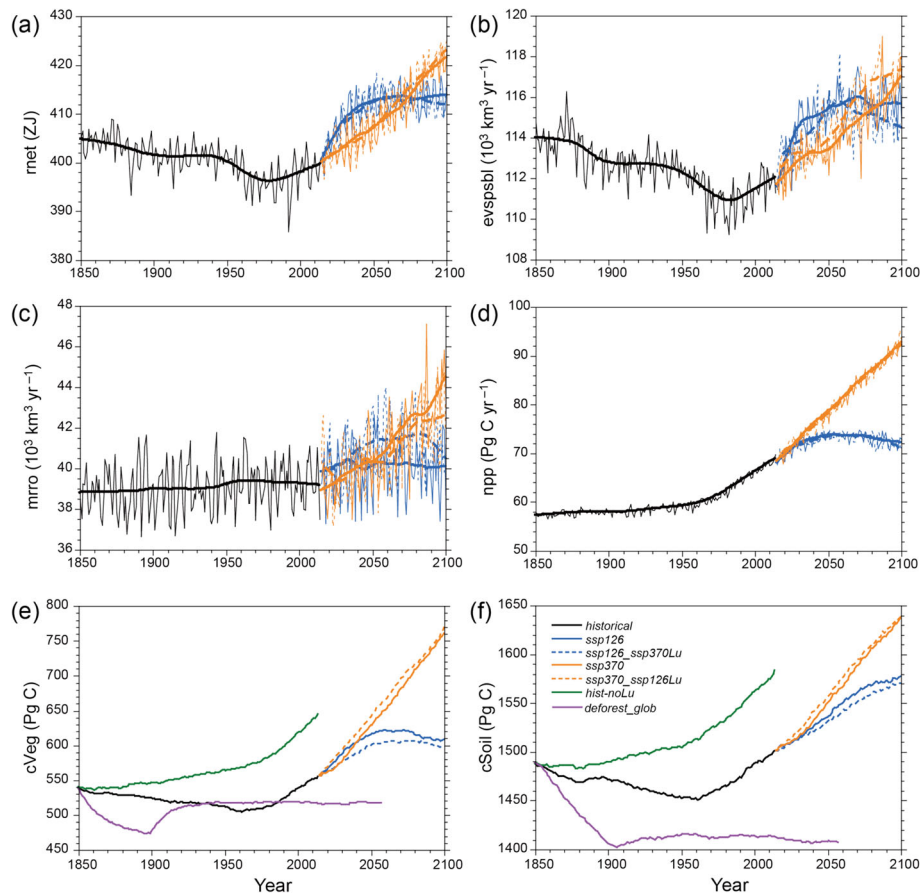 (a)
430
420
410
400
390
380
rnet (ZJ)
1850 1900 1950 2000 2050 2100
(b)
120
118
116
114
112
110
108
evspsbl (10³ km³ yr⁻¹)
1850 1900 1950 2000 2050 2100
(c)
48
46
44
42
40
38
36
mrro (10³ km³ yr⁻¹)
1850 1900 1950 2000 2050 2100
(d)
100
90
80
70
60
50
npp (Pg C yr⁻¹)
1850 1900 1950 2000 2050 2100
(e)
800
750
700
650
600
550
500
450
cVeg (Pg C)
1850 1900 1950 2000 2050 2100
Year
(f)
1650
1600
1550
1500
1450
1400
cSoil (Pg C)
historical
ssp126
ssp126_ssp370Lu
ssp370
ssp370_ssp126Lu
hist-noLu
deforest_glob
1850 1900 1950 2000 2050 2100
Year